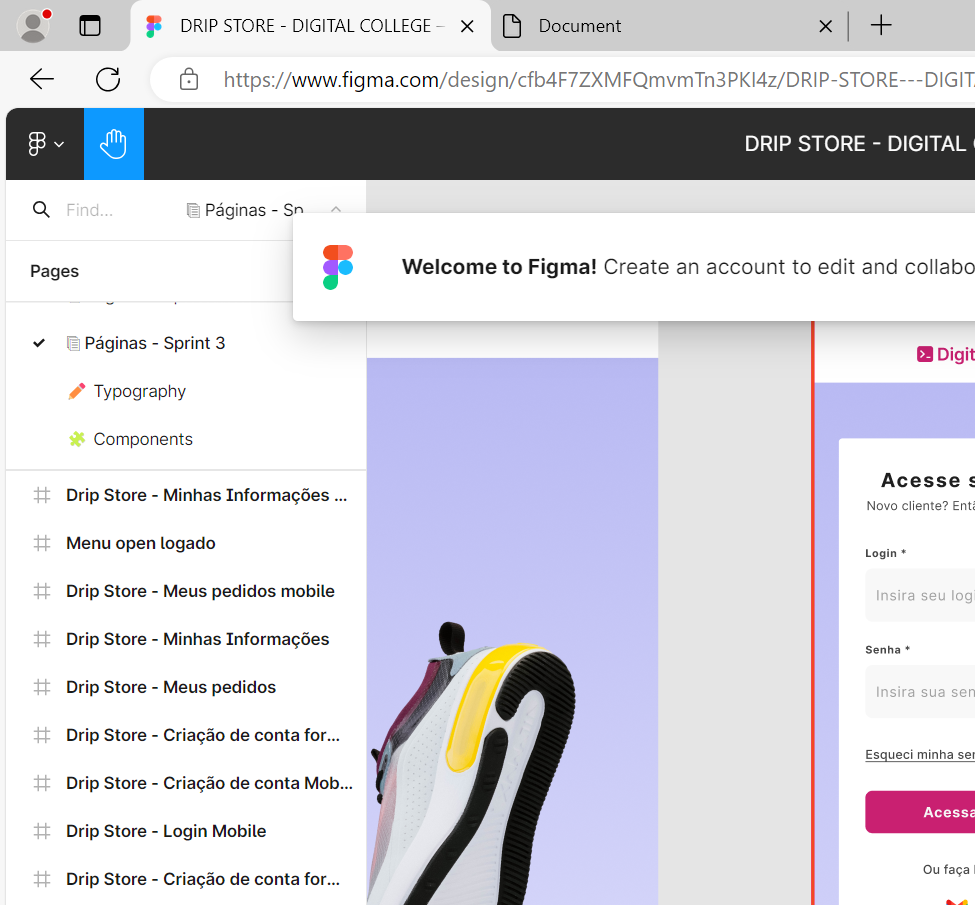 DRIP STORE - DIGITAL COLLEGE –
Document
https://www.figma.com/design/cfb4F7ZXMFQmvmTn3PKI4z/DRIP-STORE---DIGIT
DRIP STORE - DIGITAL
Find...
Páginas - Sp
Welcome to Figma! Create an account to edit and collabo
Pages
Páginas - Sprint 3
Typography
Components
Drip Store - Minhas Informações ...
Menu open logado
Drip Store - Meus pedidos mobile
Drip Store - Minhas Informações
Drip Store - Meus pedidos
Drip Store - Criação de conta for...
Drip Store - Criação de conta Mob...
Drip Store - Login Mobile
Drip Store - Criação de conta for...
Digit
Acesse s
Novo cliente? Entã
Login *
Insira seu logi
Senha *
Insira sua sen
Esqueci minha sen
Acessa
Ou faça